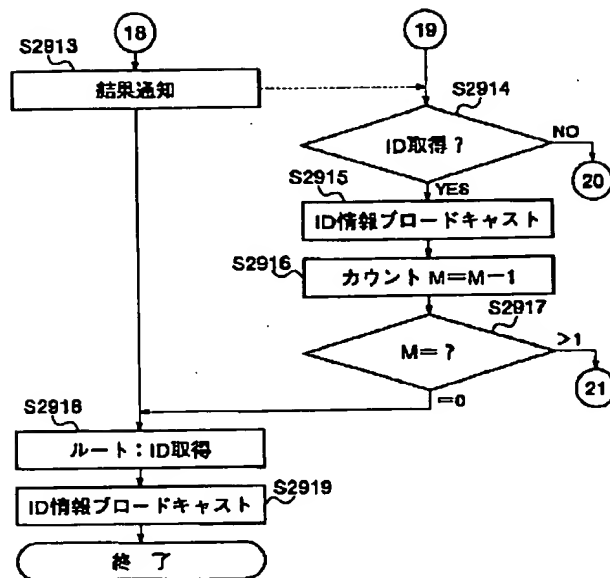 18
19
S2913
結果通知
S2914
ID取得?
NO
20
S2915
YES
ID情報ブロードキャスト
S2916
カウント M=M-1
S2917
M=?
>1
21
=0
S2918
ルート:ID取得
ID情報ブロードキャスト
S2919
終 了